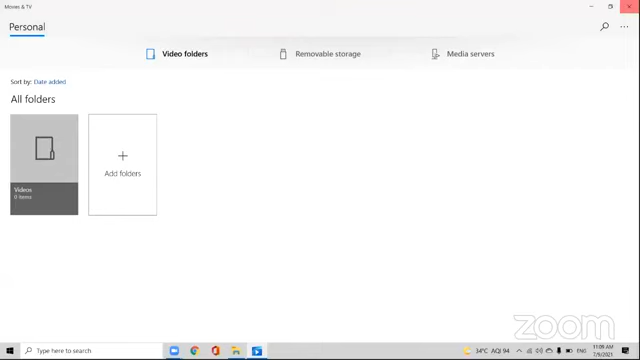 Movies & TV
Personal
Video folders
Removable storage
Media servers
Sort by: Date added
All folders
Add folders
Videos
0 items
zoom
Type here to search
34°C AQI 94
ENG
11:09 AM
7/9/2021